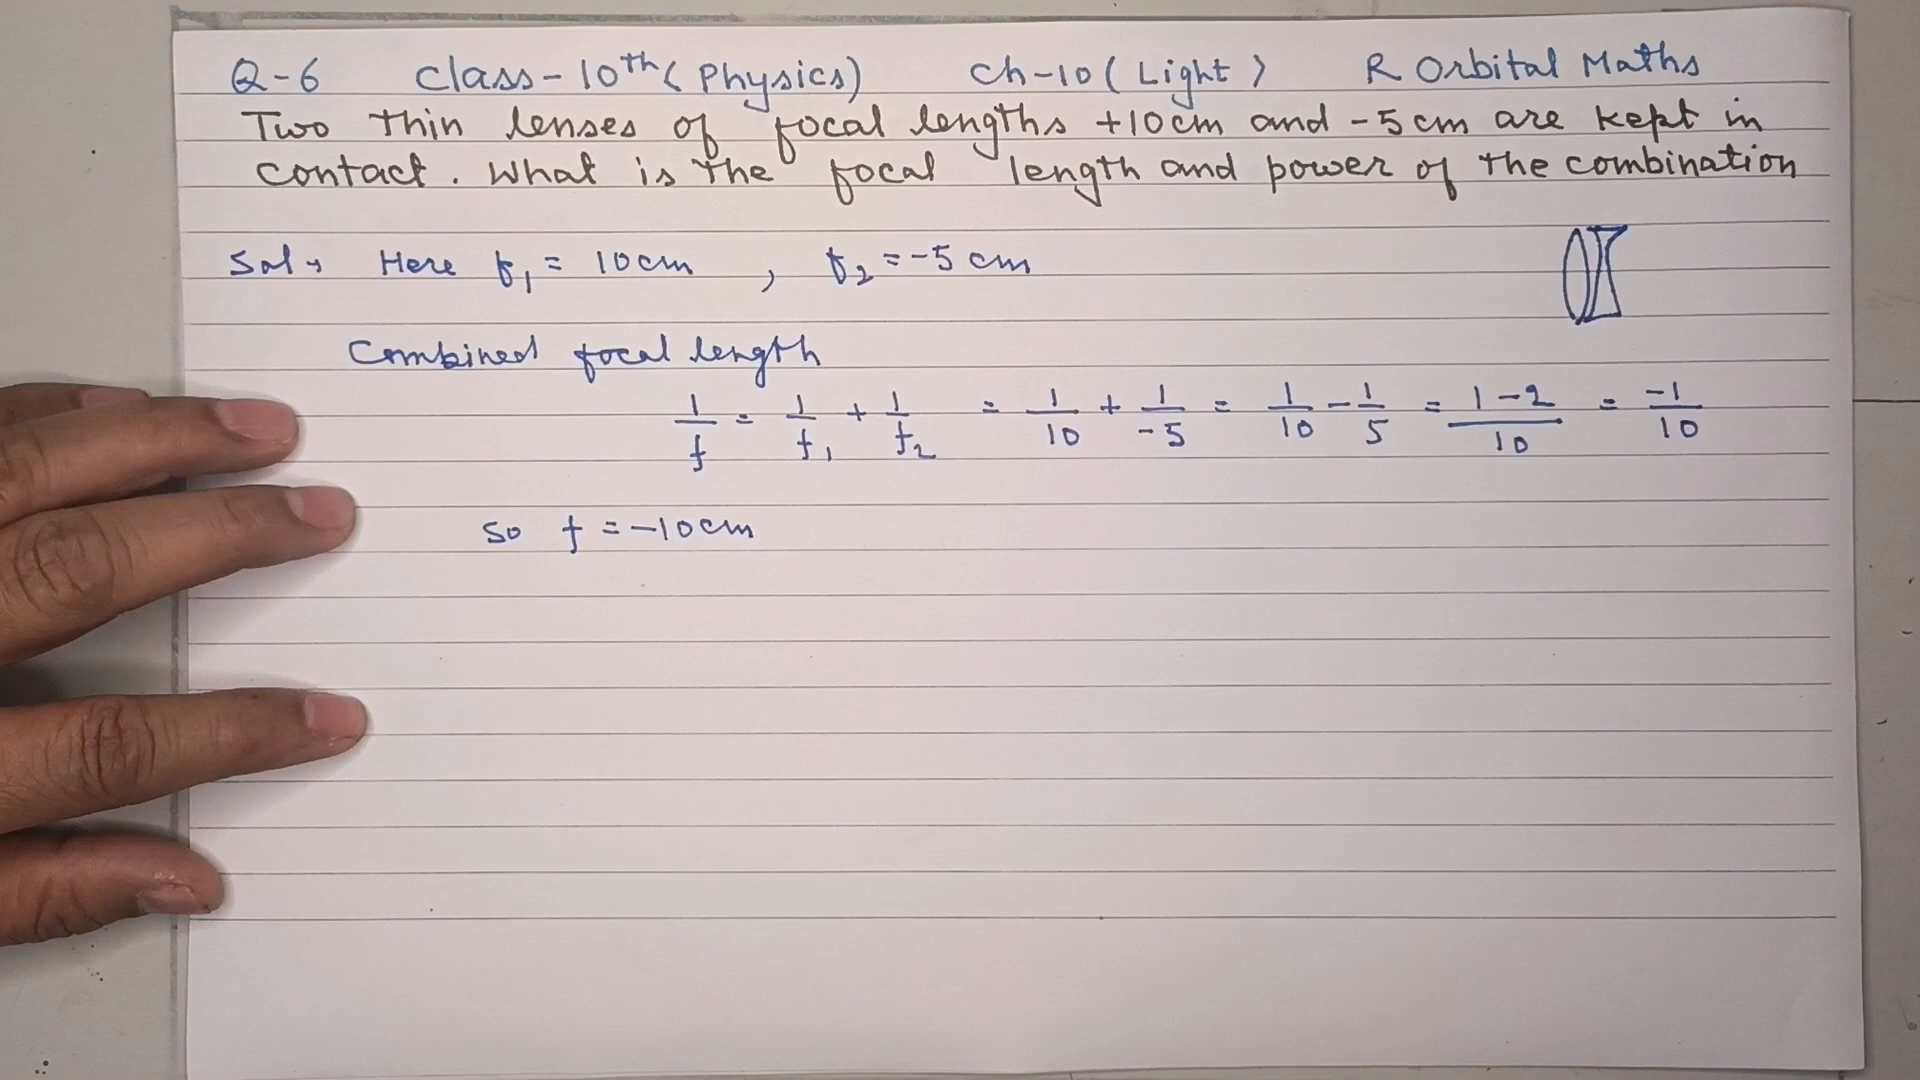 Q-6 Class-10th (Physics) Ch-10 (Light) R Orbital Maths
Two thin lenses of focal lengths +10cm and -5cm are kept in
contact. What is the focal length and power of the combination
Sol→ Here f₁ = 10cm , f₂ = -5 cm
Combined focal length
1/f = 1/f₁ + 1/f₂ = 1/10 + 1/-5 = 1/10 - 1/5 = 1-2/10 = -1/10
So f = -10cm